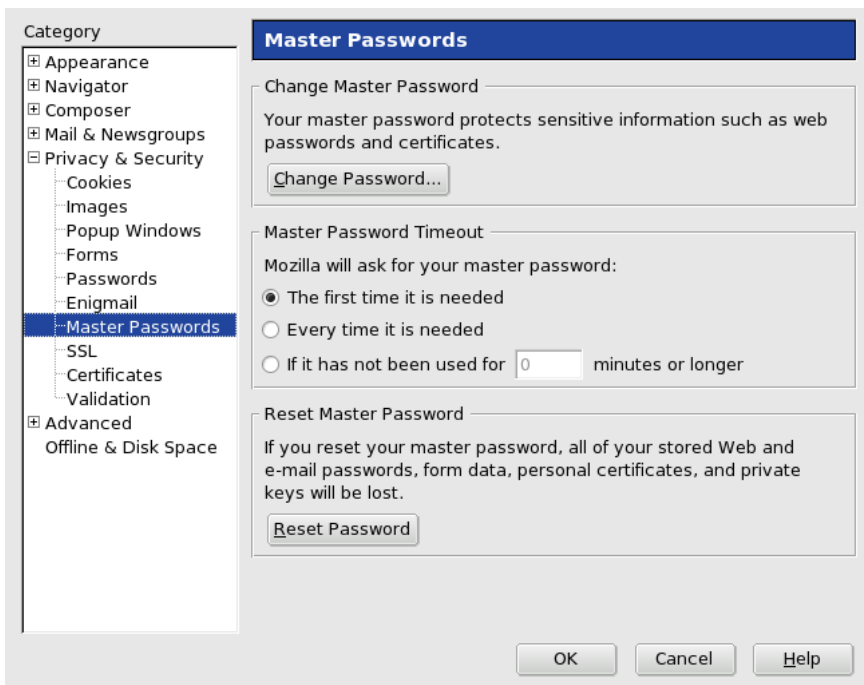 Category
Appearance
Navigator
Composer
Mail & Newsgroups
Privacy & Security
Cookies
Images
Popup Windows
Forms
Passwords
Enigmail
Master Passwords
SSL
Certificates
Validation
Advanced
Offline & Disk Space
Master Passwords
Change Master Password
Your master password protects sensitive information such as web
passwords and certificates.
Change Password...
Master Password Timeout
Mozilla will ask for your master password:
The first time it is needed
Every time it is needed
If it has not been used for 0 minutes or longer
Reset Master Password
If you reset your master password, all of your stored Web and
e-mail passwords, form data, personal certificates, and private
keys will be lost.
Reset Password
OK Cancel Help